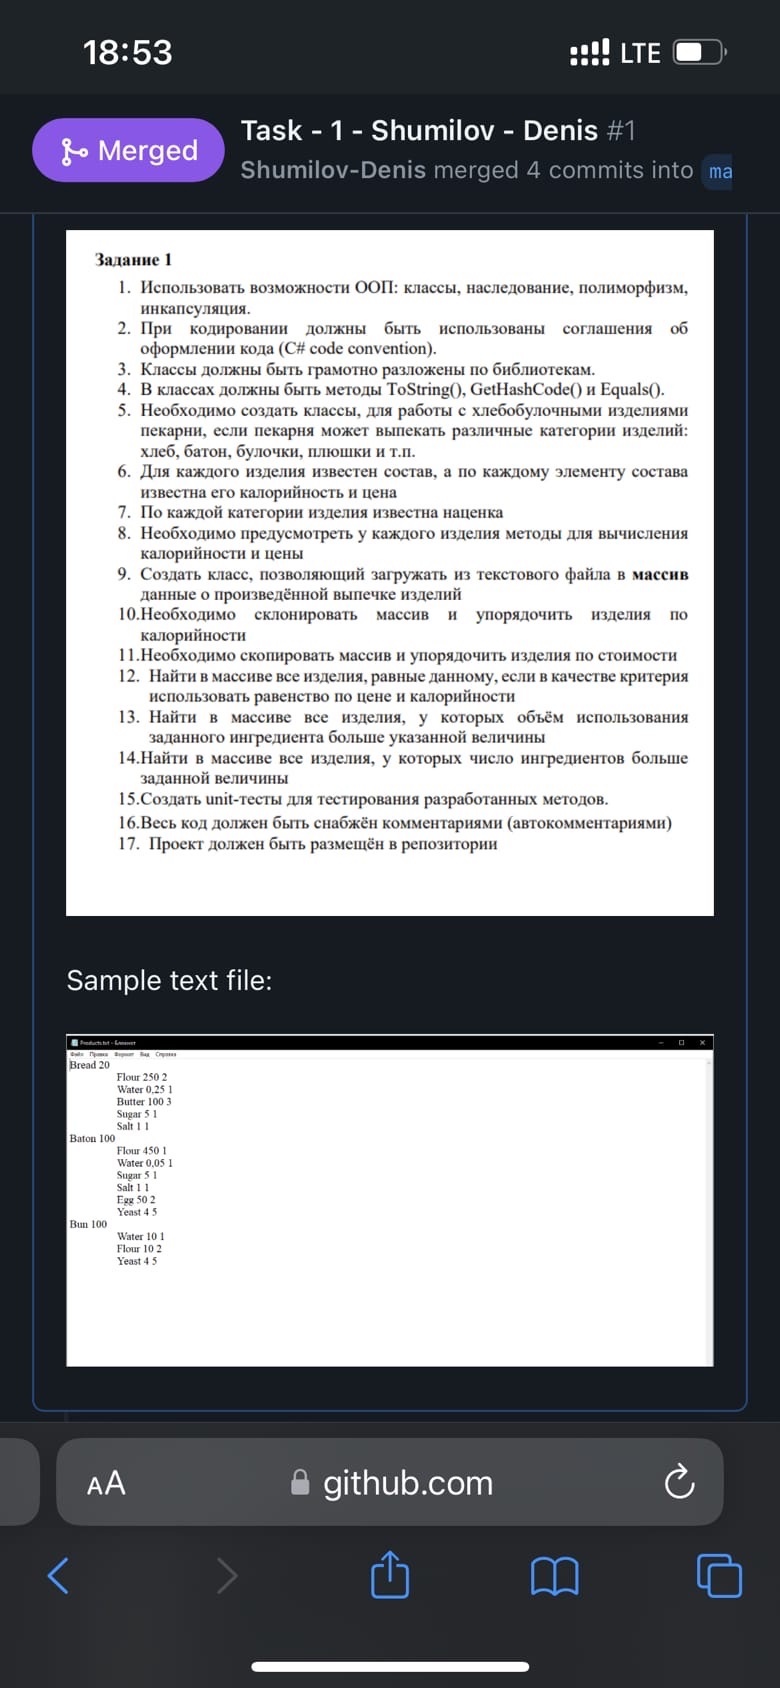 18:53
LTE
Merged
Task - 1 - Shumilov - Denis #1
Shumilov-Denis merged 4 commits into ma
Задание 1
1. Использовать возможности ООП: классы, наследование, полиморфизм,
инкапсуляция.
2. При кодировании должны быть использованы соглашения об
оформлении кода (C# code convention).
3. Классы должны быть грамотно разложены по библиотекам.
4. В классах должны быть методы ToString(), GetHashCode() и Equals().
5. Необходимо создать классы, для работы с хлебобулочными изделиями
пекарни, если пекарня может выпекать различные категории изделий:
хлеб, батон, булочки, плюшки и т.п.
6. Для каждого изделия известен состав, а по каждому элементу состава
известна его калорийность и цена
7. По каждой категории изделия известна наценка
8. Необходимо предусмотреть у каждого изделия методы для вычисления
калорийности и цены
9. Создать класс, позволяющий загружать из текстового файла в массив
данные о произведённой выпечке изделий
10.Необходимо склонировать массив и упорядочить изделия по
калорийности
11.Необходимо скопировать массив и упорядочить изделия по стоимости
12. Найти в массиве все изделия, равные данному, если в качестве критерия
использовать равенство по цене и калорийности
13. Найти в массиве все изделия, у которых объём использования
заданного ингредиента больше указанной величины
14.Найти в массиве все изделия, у которых число ингредиентов больше
заданной величины
15.Создать unit-тесты для тестирования разработанных методов.
16.Весь код должен быть снабжён комментариями (автокомментариями)
17. Проект должен быть размещён в репозитории
Sample text file:
Products.txt - Блокнот
Файл Правка Формат Вид Справка
Bread 20
Flour 250 2
Water 0,25 1
Butter 100 3
Sugar 5 1
Salt 1 1
Baton 100
Flour 450 1
Water 0,05 1
Sugar 5 1
Salt 1 1
Egg 50 2
Yeast 4 5
Bun 100
Water 10 1
Flour 10 2
Yeast 4 5
AA
github.com